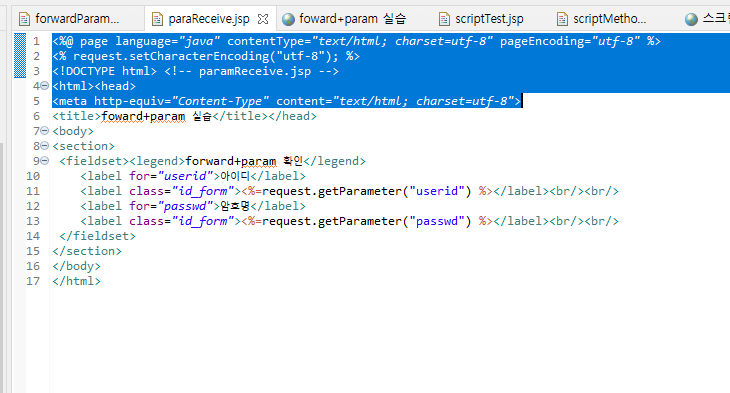 forwardParam... paraReceive.jsp foward+param 실습 scriptTest.jsp scriptMetho... 스크
1 <%@ page language="java" contentType="text/html; charset=utf-8" pageEncoding="utf-8" %>
2 <% request.setCharacterEncoding("utf-8"); %>
3 <!DOCTYPE html> <!-- paramReceive.jsp -->
4 <html><head>
5 <meta http-equiv="Content-Type" content="text/html; charset=utf-8">
6 <title>foward+param 실습</title></head>
7 <body>
8 <section>
9 <fieldset><legend>forward+param 확인</legend>
10 <label for="userid">아이디</label>
11 <label class="id_form"><%=request.getParameter("userid") %></label><br/><br/>
12 <label for="passwd">암호명</label>
13 <label class="id_form"><%=request.getParameter("passwd") %></label><br/><br/>
14 </fieldset>
15 </section>
16 </body>
17 </html>